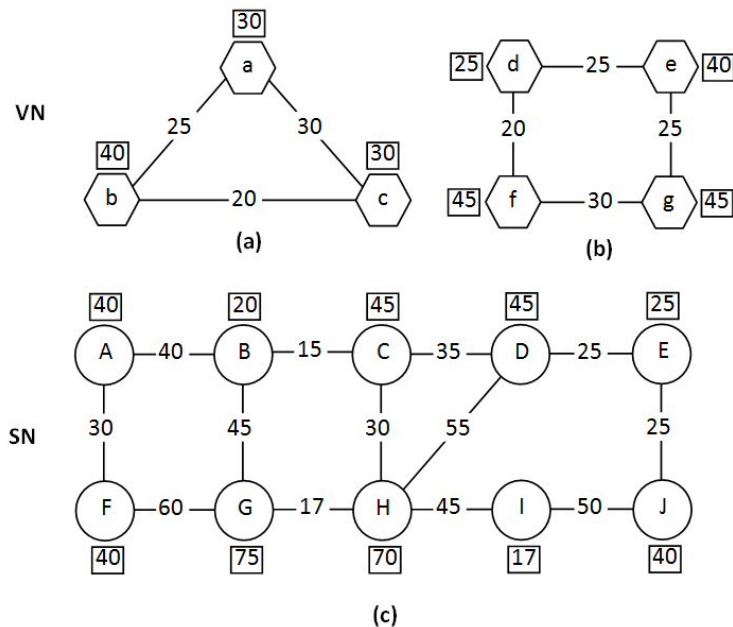 30
a
25 d 25 e 40
VN
25 30
20 25
40 30
b 20 c
45 f 30 g 45
(a)
(b)
40 20 45 45 25
A 40 B 15 C 35 D 25 E
SN
30 45 30 55 25
F 60 G 17 H 45 I 50 J
40 75 70 17 40
(c)